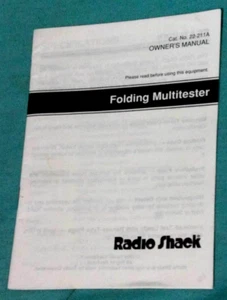 Cat. No. 22-211A
OWNER'S MANUAL
Please read before using this equipment.
Folding Multitester
Radio Shack